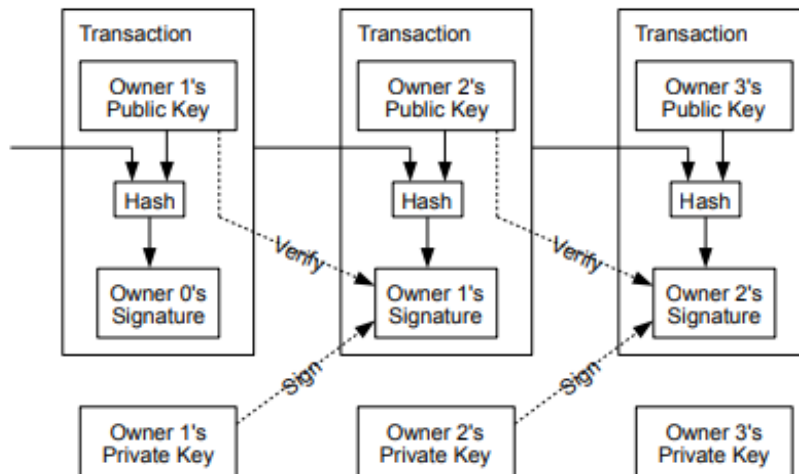 Transaction
Owner 1's
Public Key
Hash
Owner 0's
Signature
Transaction
Owner 2's
Public Key
Hash
Verify
Owner 1's
Signature
Sign
Transaction
Owner 3's
Public Key
Hash
Verify
Owner 2's
Signature
Sign
Owner 1's
Private Key
Owner 2's
Private Key
Owner 3's
Private Key